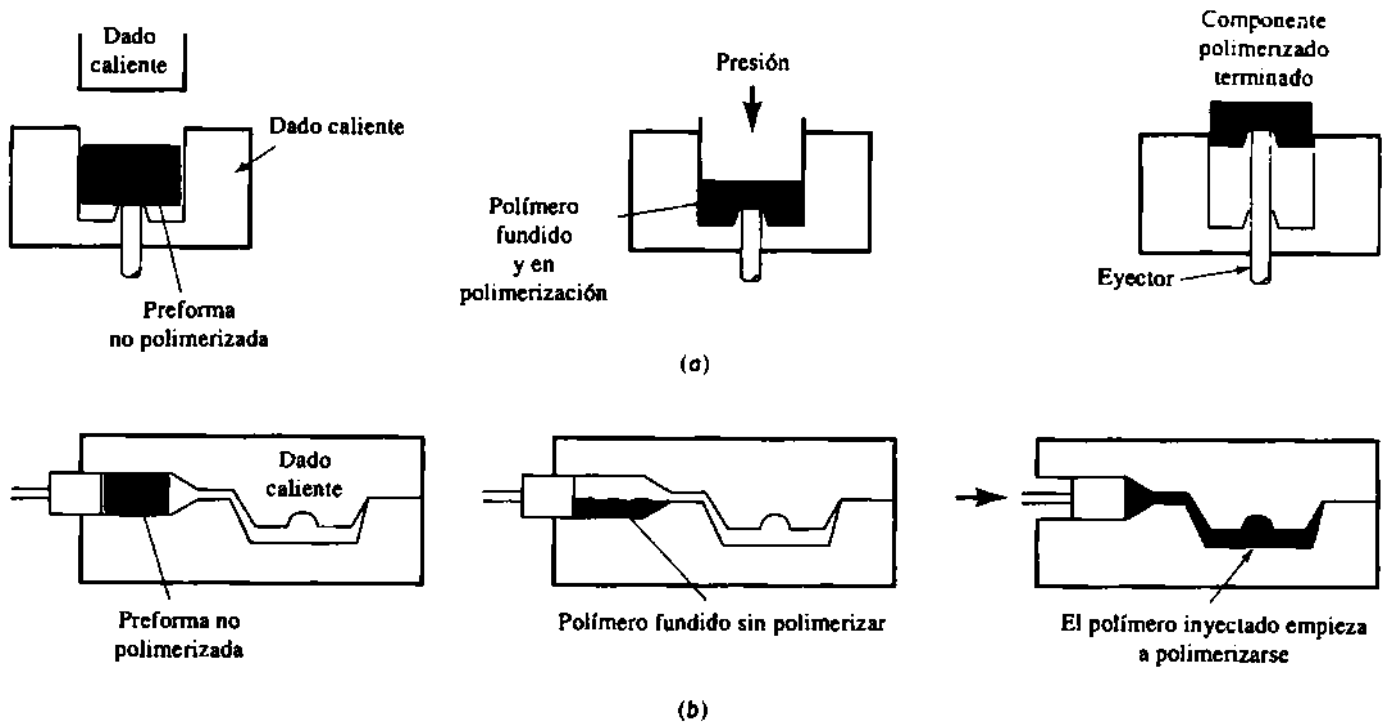 Dado
caliente
Dado caliente
Preforma
no polimerizada
Presión
Polímero
fundido
y en
polimerización
Componente
polimerizado
terminado
Eyector
(a)
Dado
caliente
Preforma no
polimerizada
Polímero fundido sin polimerizar
El polímero inyectado empieza
a polimerizarse
(b)